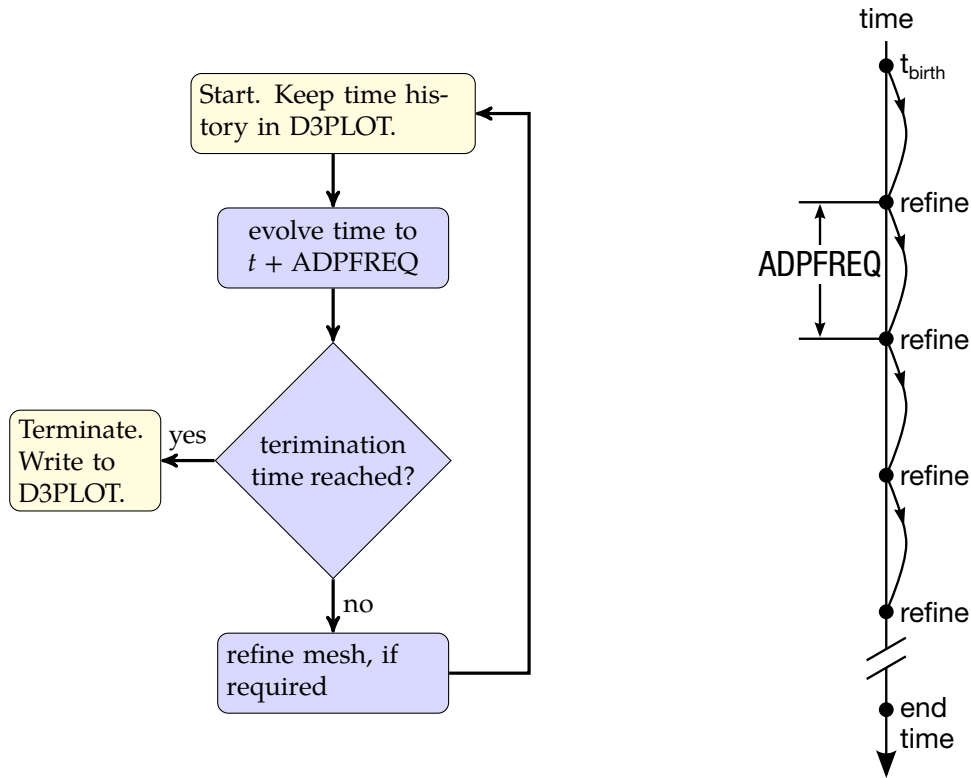 Start. Keep time his-
tory in D3PLOT.
evolve time to
t + ADPFREQ
terimination
time reached?
yes
Terminate.
Write to
D3PLOT.
no
refine mesh, if
required
time
t_birth
refine
ADPFREQ
refine
refine
refine
end
time